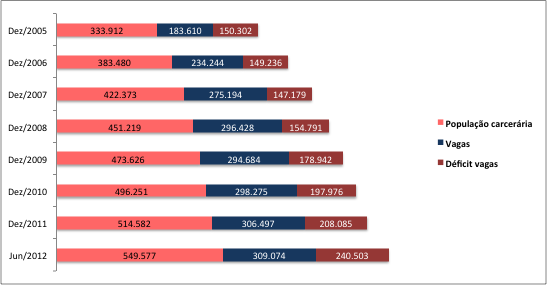 Dez/2005 333.912 183.610 150.302
Dez/2006 383.480 234.244 149.236
Dez/2007 422.373 275.194 147.179
Dez/2008 451.219 296.428 154.791
Dez/2009 473.626 294.684 178.942
Dez/2010 496.251 298.275 197.976
Dez/2011 514.582 306.497 208.085
Jun/2012 549.577 309.074 240.503
População carcerária
Vagas
Déficit vagas